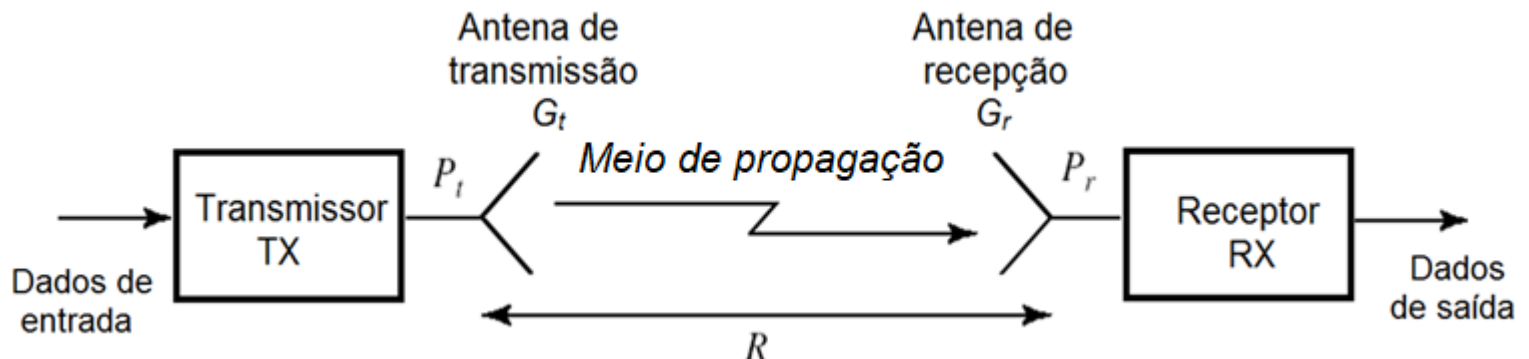 Antena de
transmissão
Gt
Antena de
recepção
Gr
Meio de propagação
Pt
Pr
Transmissor
TX
Receptor
RX
Dados de
entrada
Dados
de saída
R